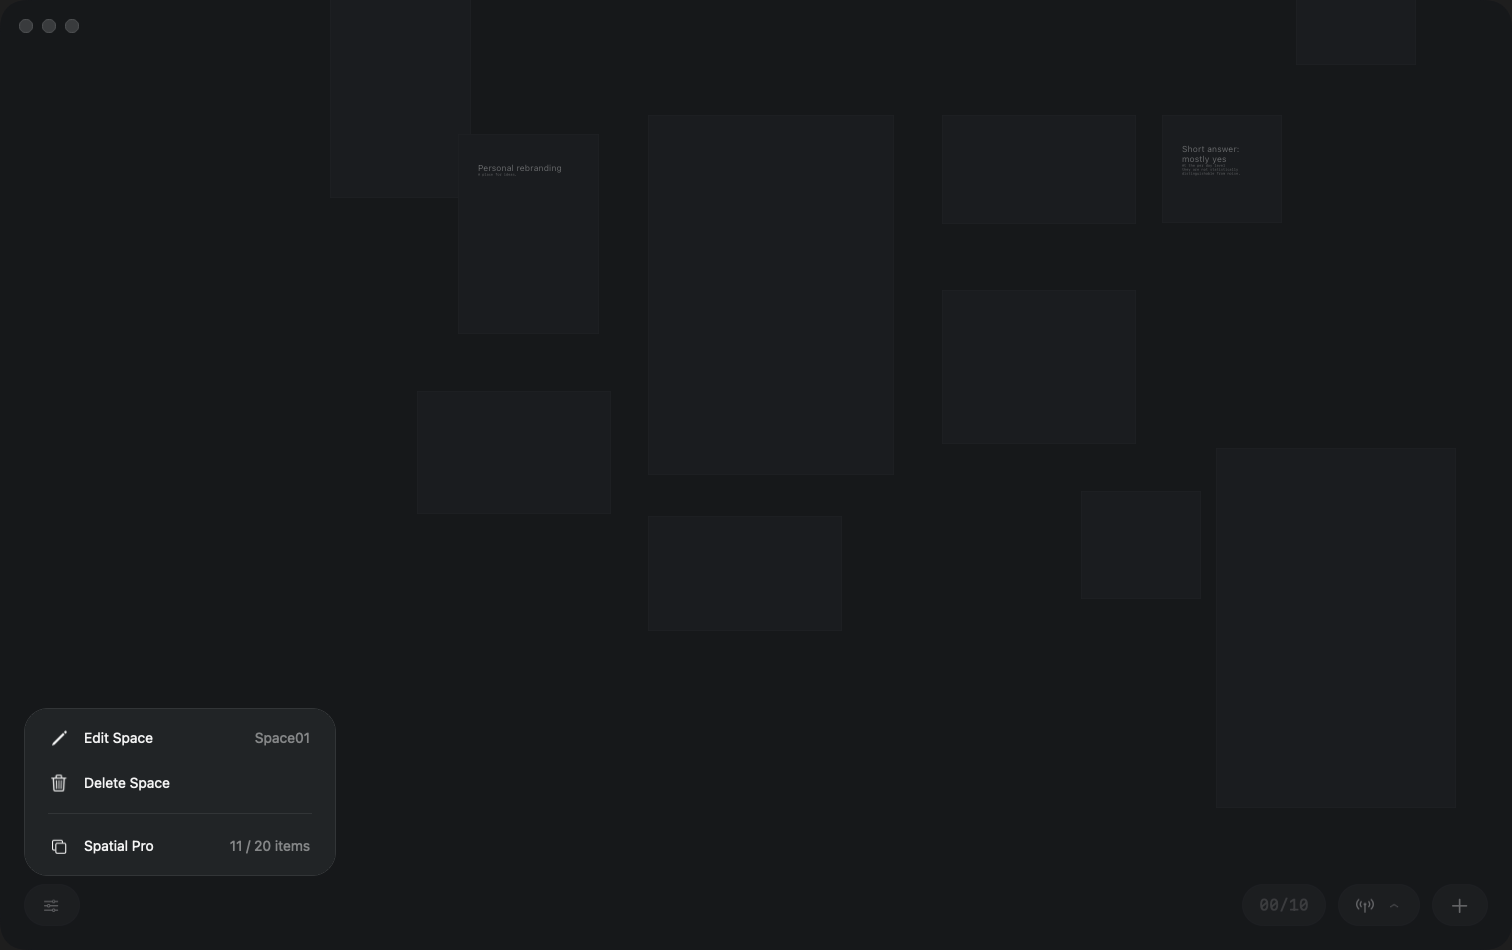 Personal rebranding
Short answer:
mostly yes
Edit Space Space01
Delete Space
Spatial Pro 11 / 20 items
00/10